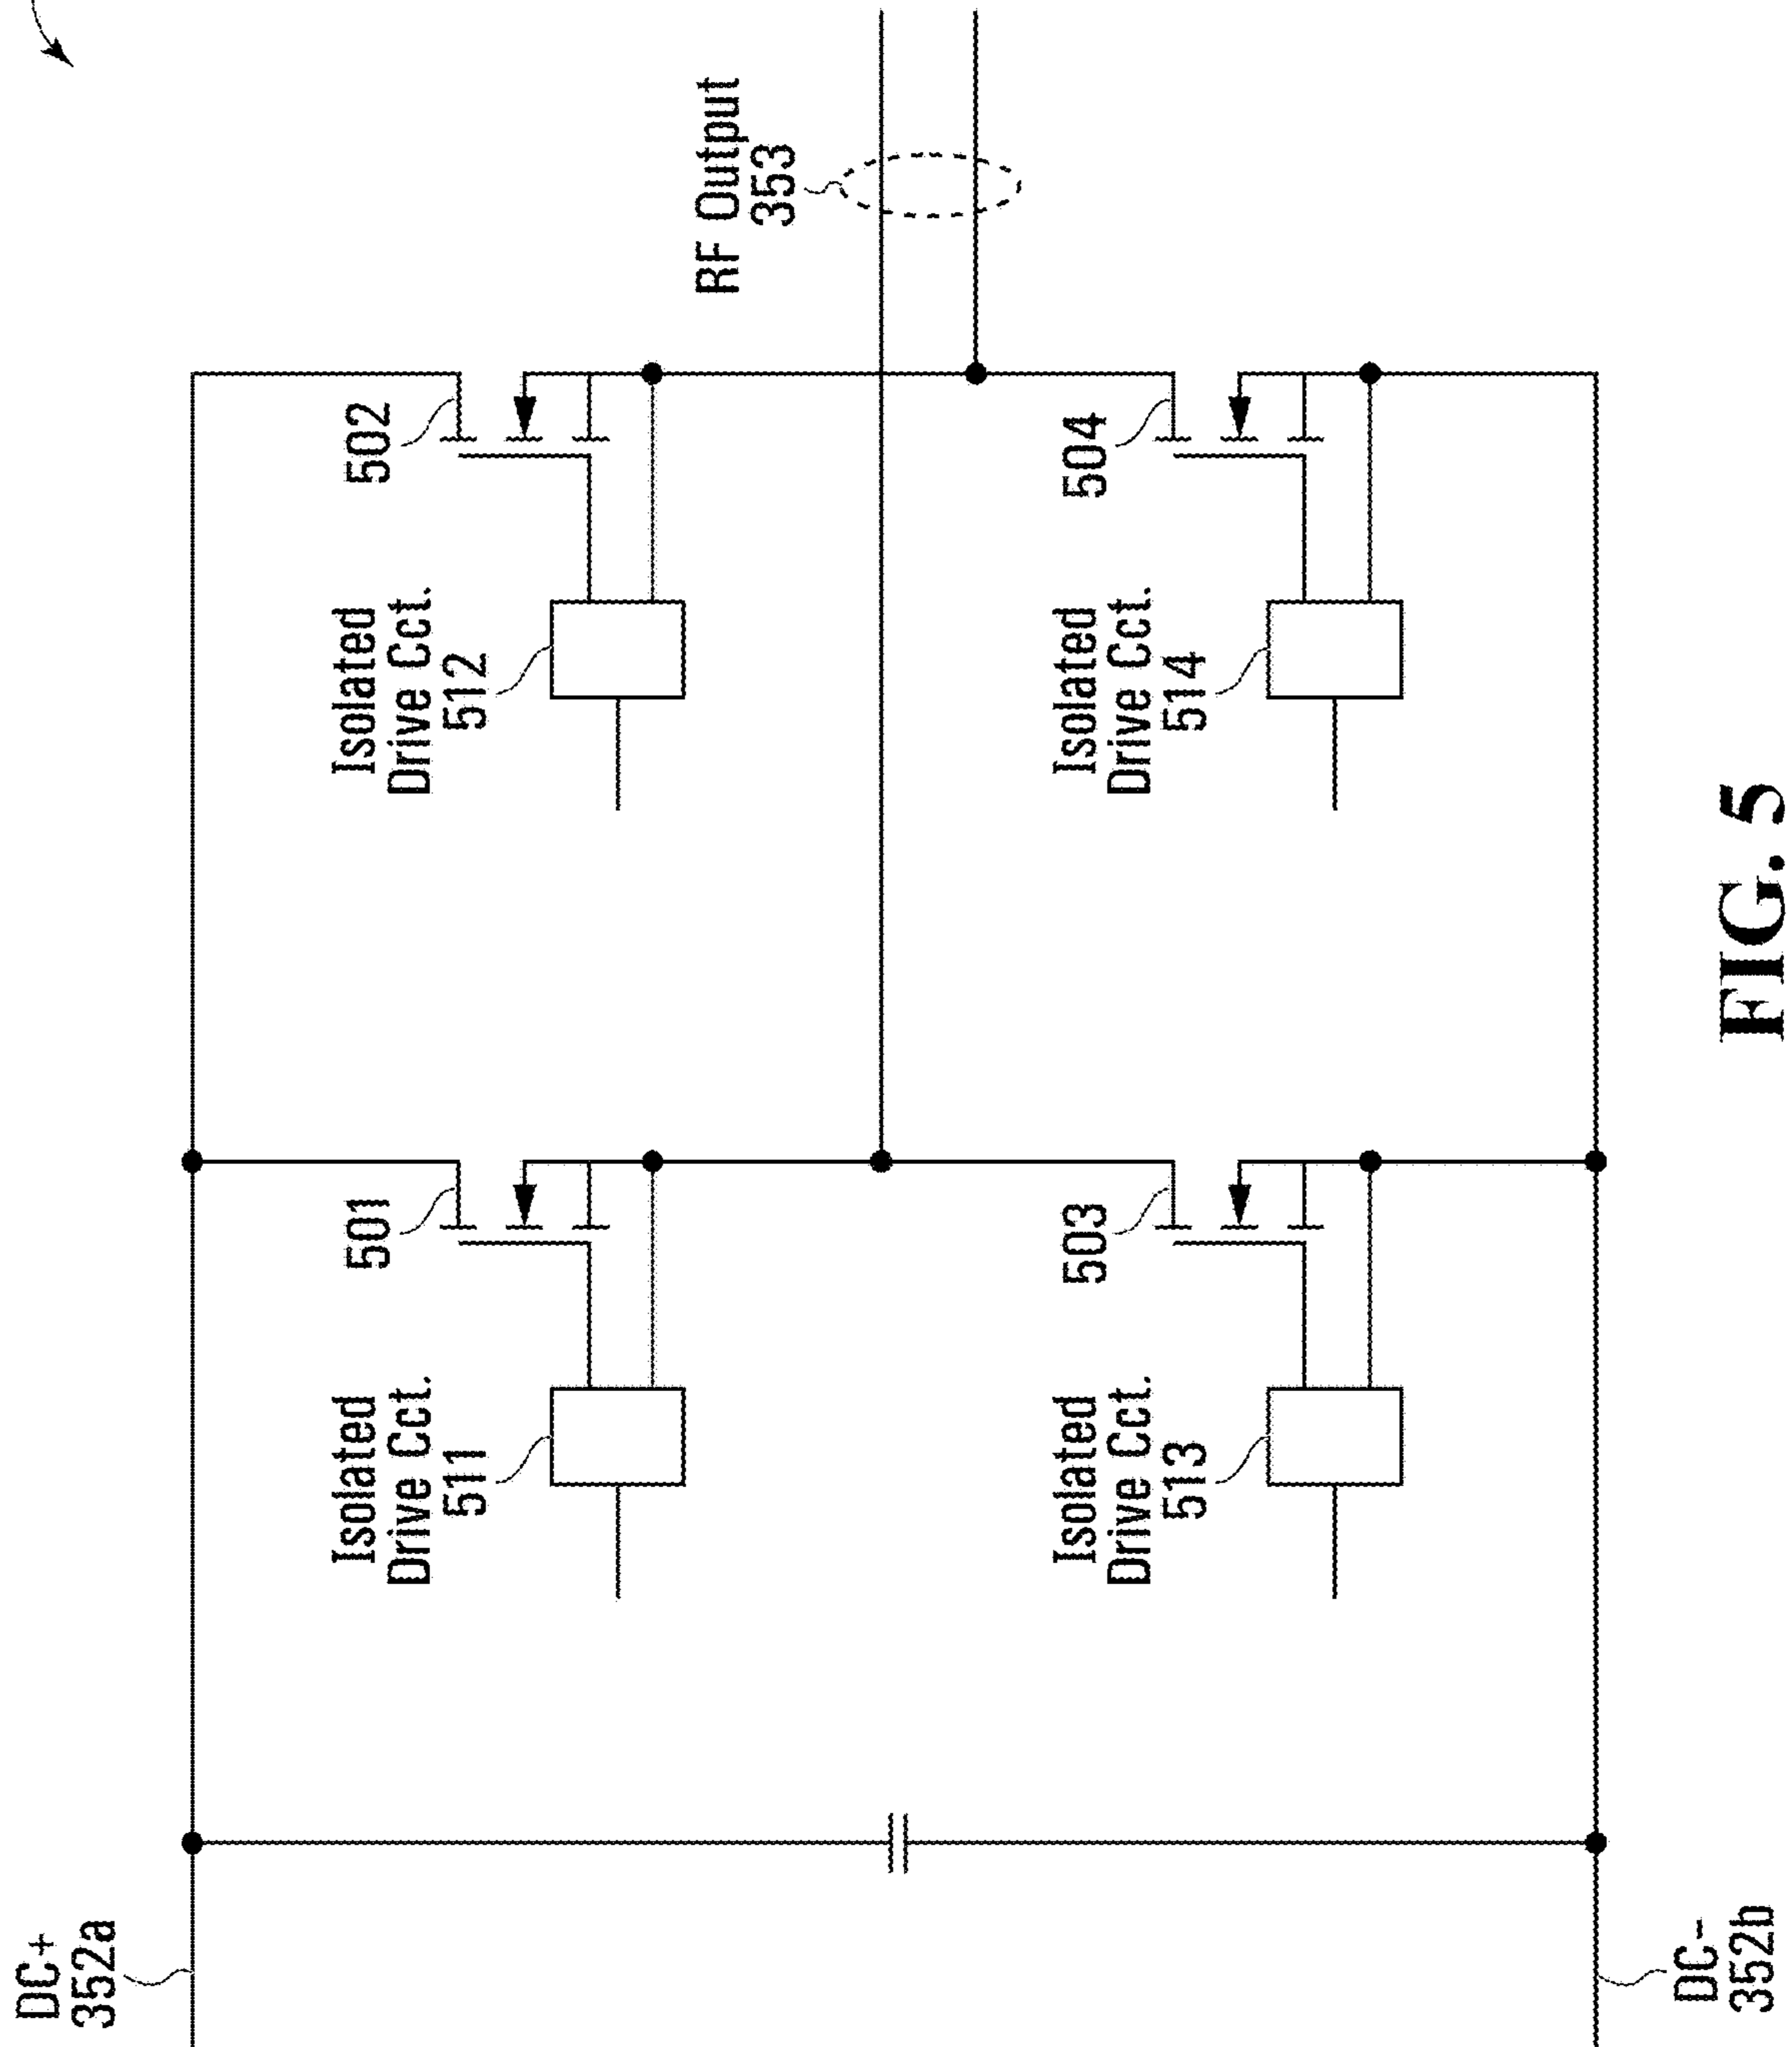 DC+
352a
Isolated
Drive Cct.
511
501
Isolated
Drive Cct.
512
502
RF Output
353
Isolated
Drive Cct.
513
503
Isolated
Drive Cct.
514
504
DC-
352b
FIG. 5